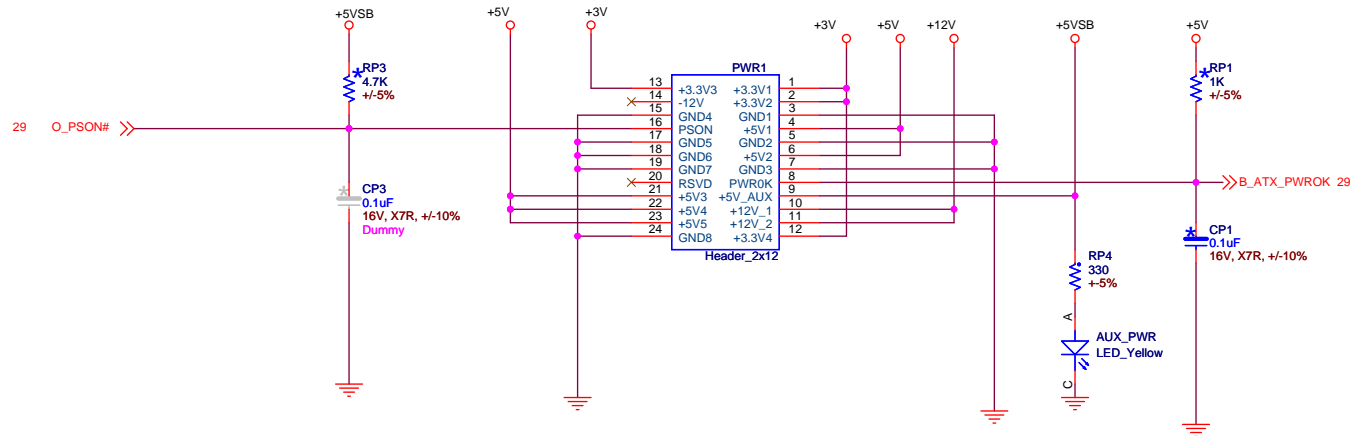 +5VSB
+5V
+3V
+3V
+5V
+12V
+5VSB
+5V
RP3
4.7K
+/-5%
PWR1
RP1
1K
+/-5%
13 +3.3V3 +3.3V1 1
14 -12V +3.3V2 2
15 GND4 GND1 3
29 O_PSON# 16 PSON +5V1 4
17 GND5 GND2 5
18 GND6 +5V2 6
19 GND7 GND3 7
20 RSVD PWR0K 8 B_ATX_PWROK 29
21 +5V3 +5V_AUX 9
22 +5V4 +12V_1 10
23 +5V5 +12V_2 11
24 GND8 +3.3V4 12
Header_2x12
CP3
0.1uF
16V, X7R, +/-10%
Dummy
CP1
0.1uF
16V, X7R, +/-10%
RP4
330
+-5%
A
AUX_PWR
LED_Yellow
C